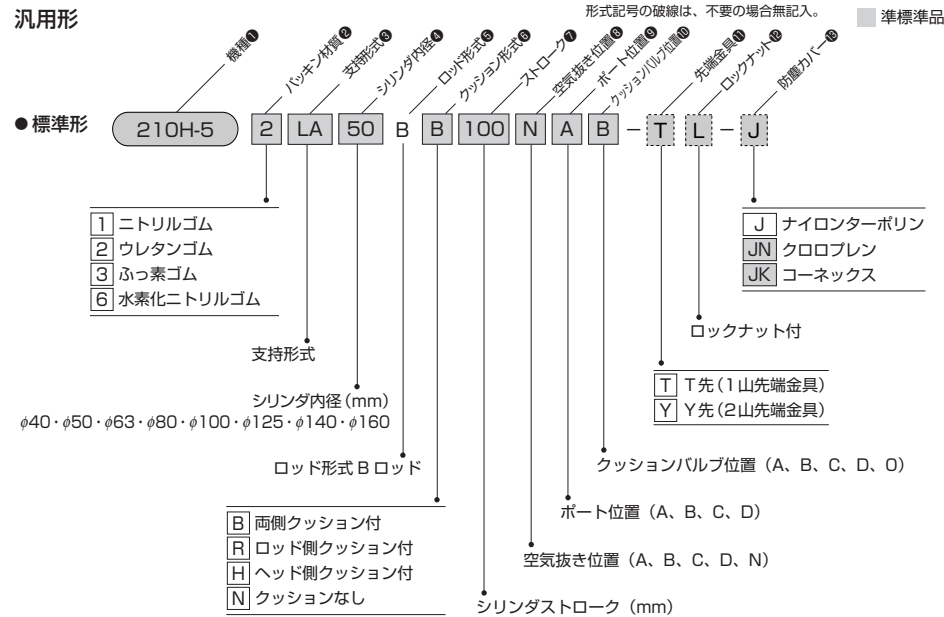 汎用形
形式記号の破線は、不要の場合無記入。
準標準品
機種❶
パッキン材質❷
支持形式❸
シリンダ内径❹
ロッド形式❺
クッション形式❻
ストローク❼
空気抜き位置❽
ポート位置❾
クッションバルブ位置❿
先端金具⓫
ロックナット⓬
防塵カバー⓭
●標準形 210H-5 2 LA 50 B B 100 N A B - T L - J
1 ニトリルゴム
2 ウレタンゴム
3 ふっ素ゴム
6 水素化ニトリルゴム
J ナイロンターポリン
JN クロロプレン
JK コーネックス
ロックナット付
支持形式
T T先(1山先端金具)
Y Y先(2山先端金具)
シリンダ内径(mm)
φ40・φ50・φ63・φ80・φ100・φ125・φ140・φ160
ロッド形式 B ロッド
クッションバルブ位置(A、B、C、D、O)
ポート位置(A、B、C、D)
B 両側クッション付
R ロッド側クッション付
H ヘッド側クッション付
N クッションなし
空気抜き位置(A、B、C、D、N)
シリンダストローク(mm)